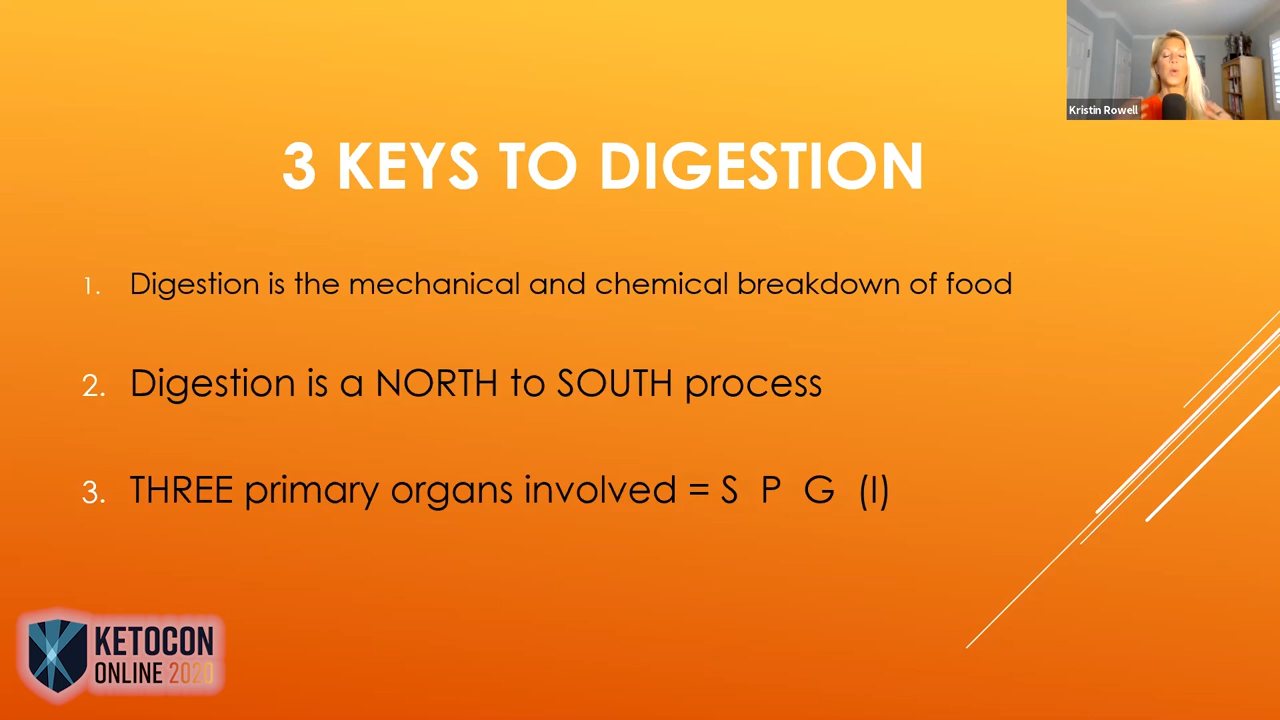 Kristin Rowell
3 KEYS TO DIGESTION
1. Digestion is the mechanical and chemical breakdown of food
2. Digestion is a NORTH to SOUTH process
3. THREE primary organs involved = S P G (I)
KETOCON
ONLINE 2020